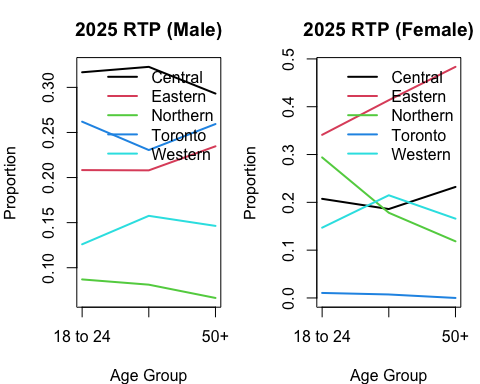 2025 RTP (Male)
Proportion
0.30
0.25
0.20
0.15
0.10
Central
Eastern
Northern
Toronto
Western
18 to 24
50+
Age Group
2025 RTP (Female)
Proportion
0.5
0.4
0.3
0.2
0.1
0.0
Central
Eastern
Northern
Toronto
Western
18 to 24
50+
Age Group